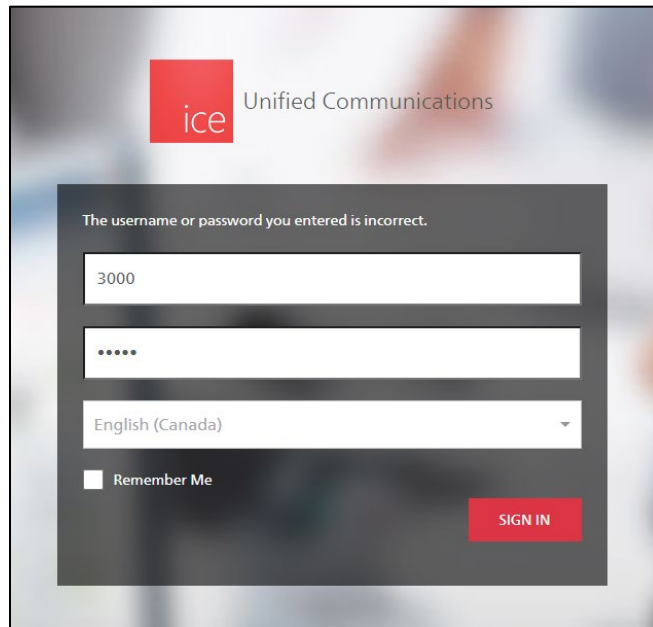 ice
Unified Communications
The username or password you entered is incorrect.
3000
•••••
English (Canada)
Remember Me
SIGN IN